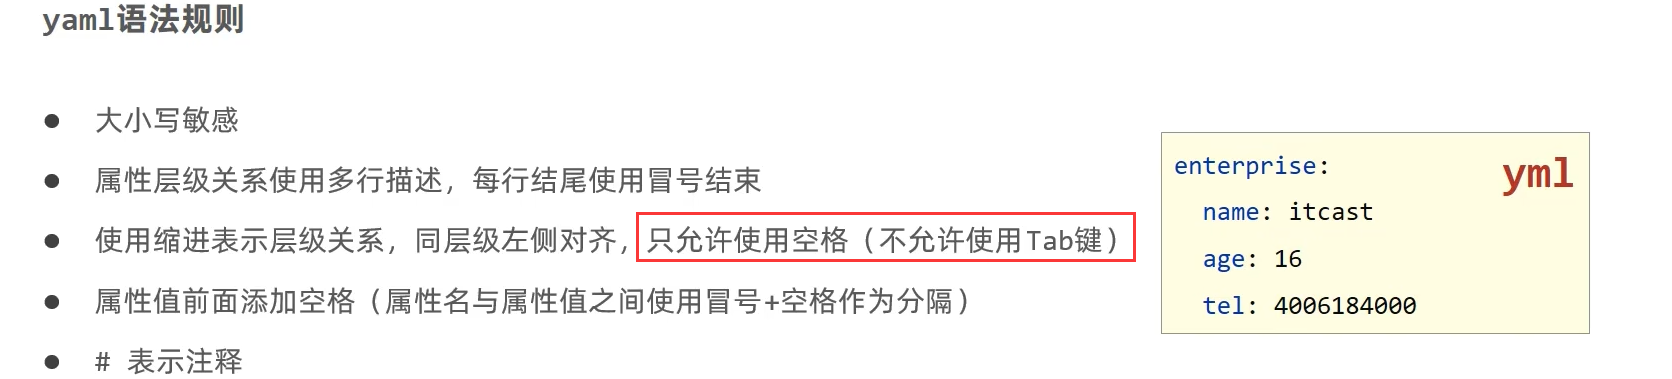 yaml语法规则
● 大小写敏感
● 属性层级关系使用多行描述，每行结尾使用冒号结束
● 使用缩进表示层级关系，同层级左侧对齐，只允许使用空格（不允许使用Tab键）
● 属性值前面添加空格（属性名与属性值之间使用冒号+空格作为分隔）
● # 表示注释
yml
enterprise:
  name: itcast
  age: 16
  tel: 4006184000